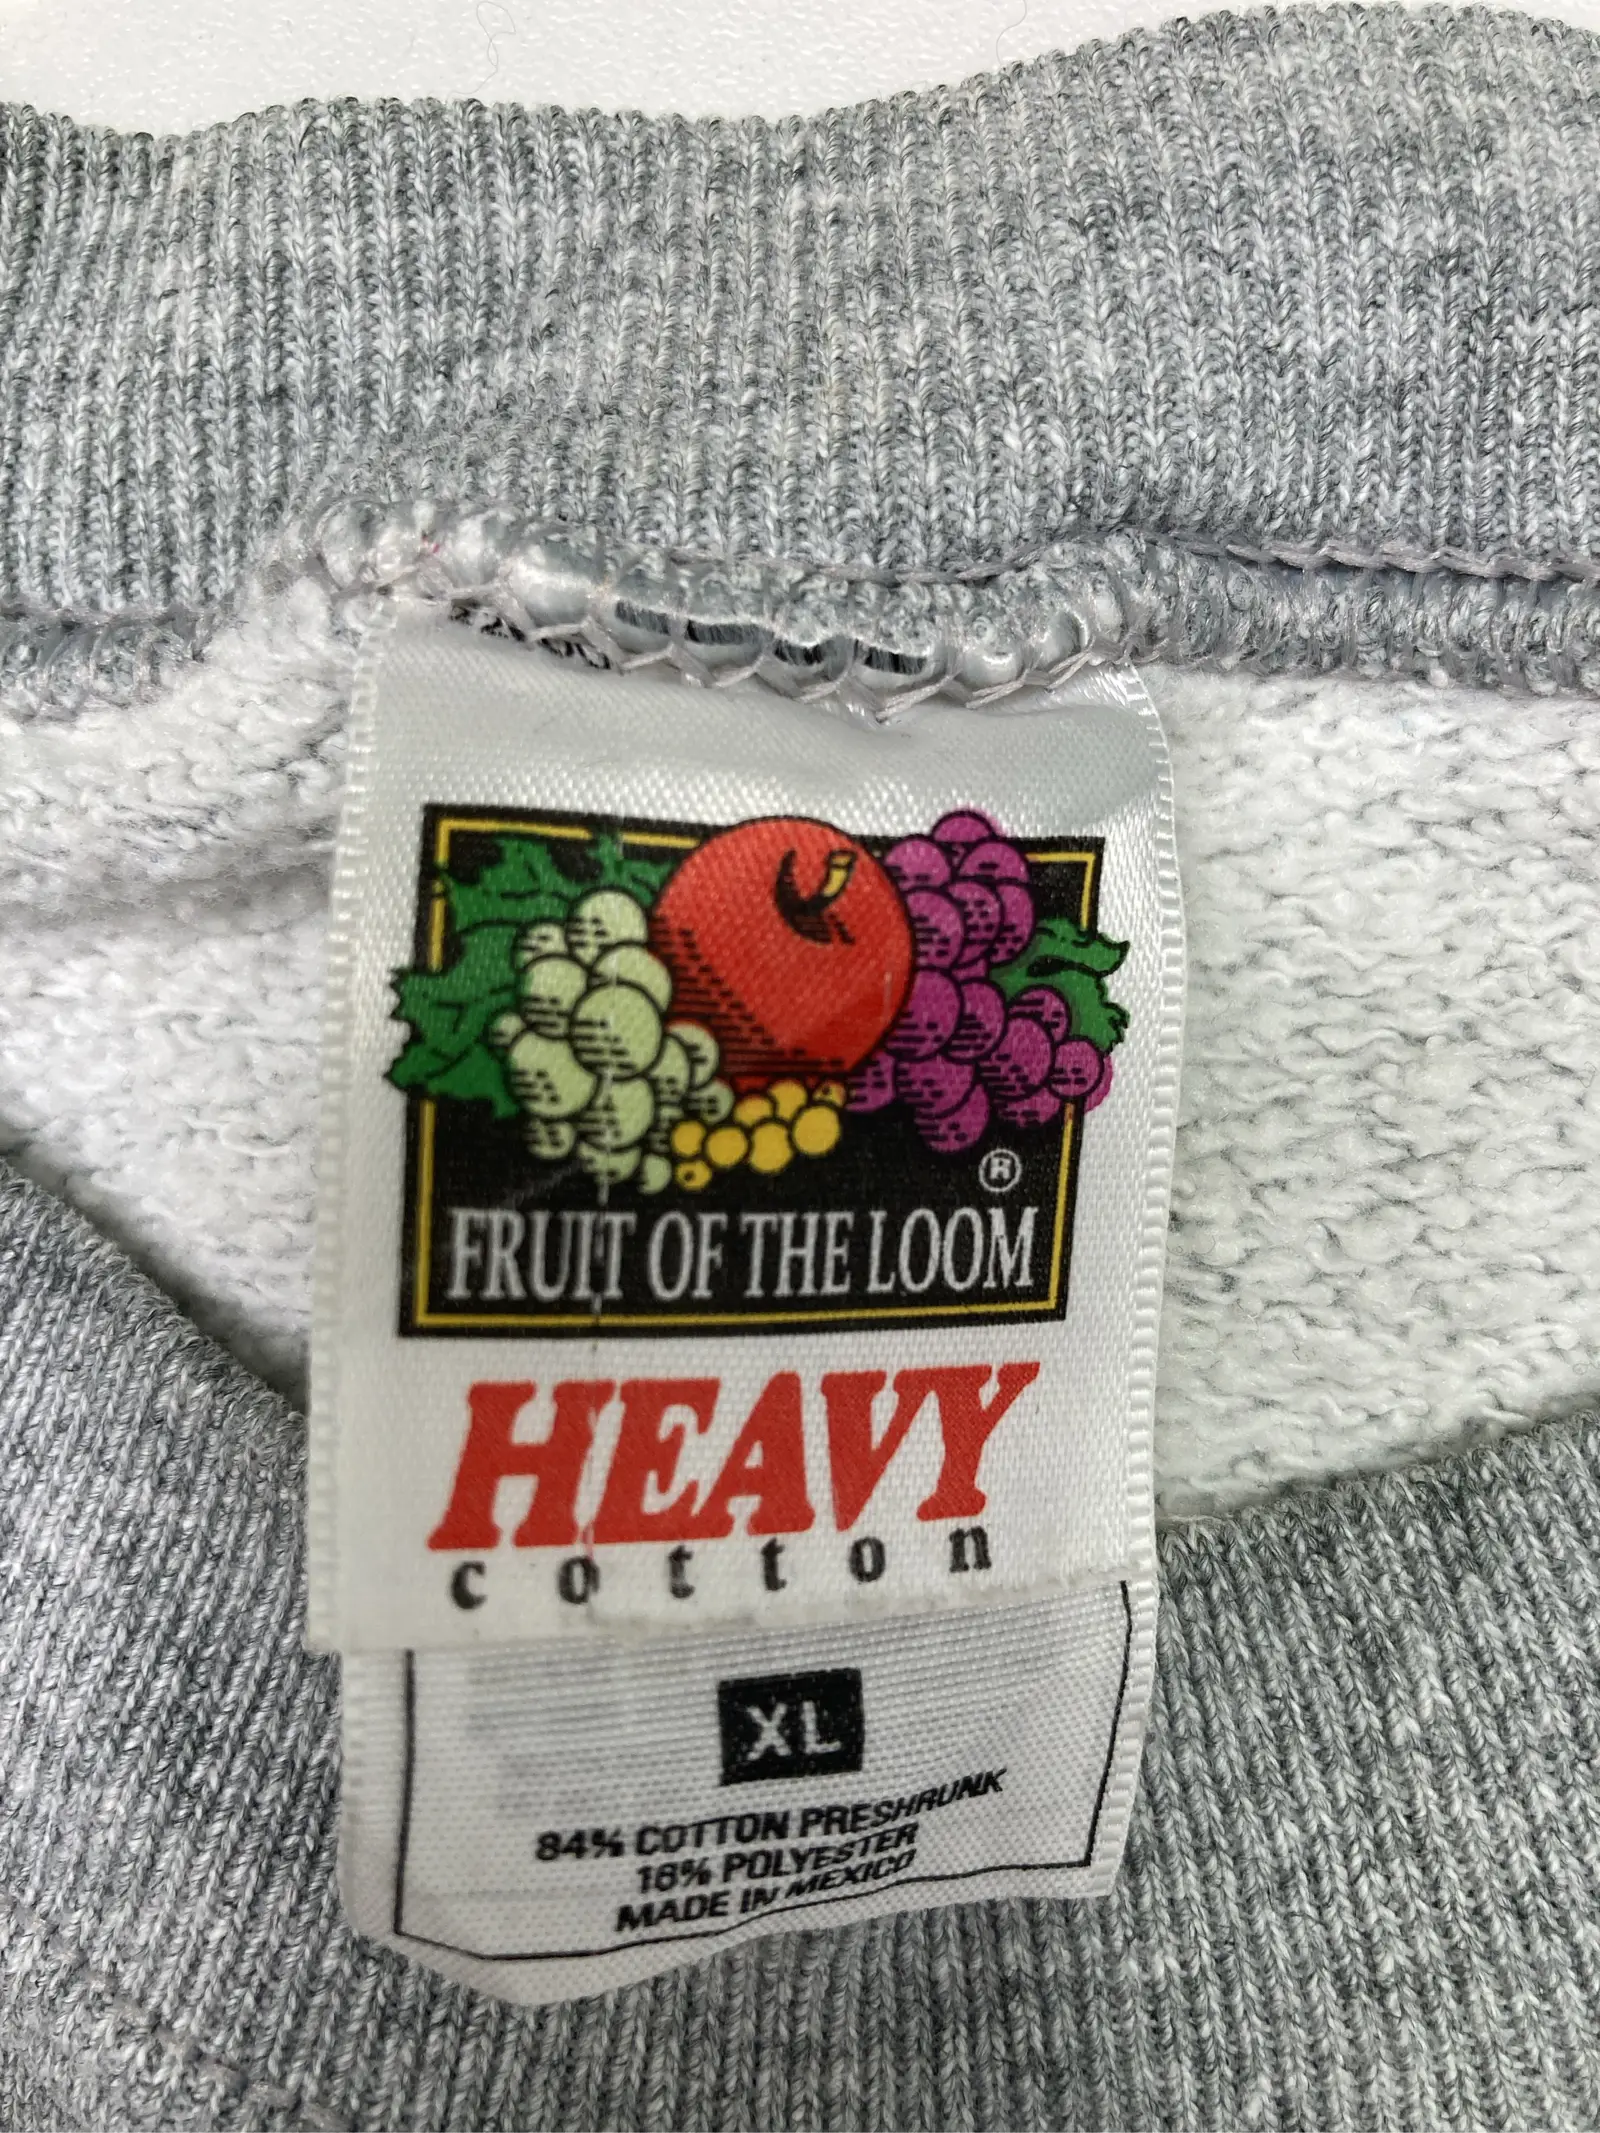 ®
FRUIT OF THE LOOM
HEAVY
cotton
XL
84% COTTON PRESHRUNK
16% POLYESTER
MADE IN MEXICO